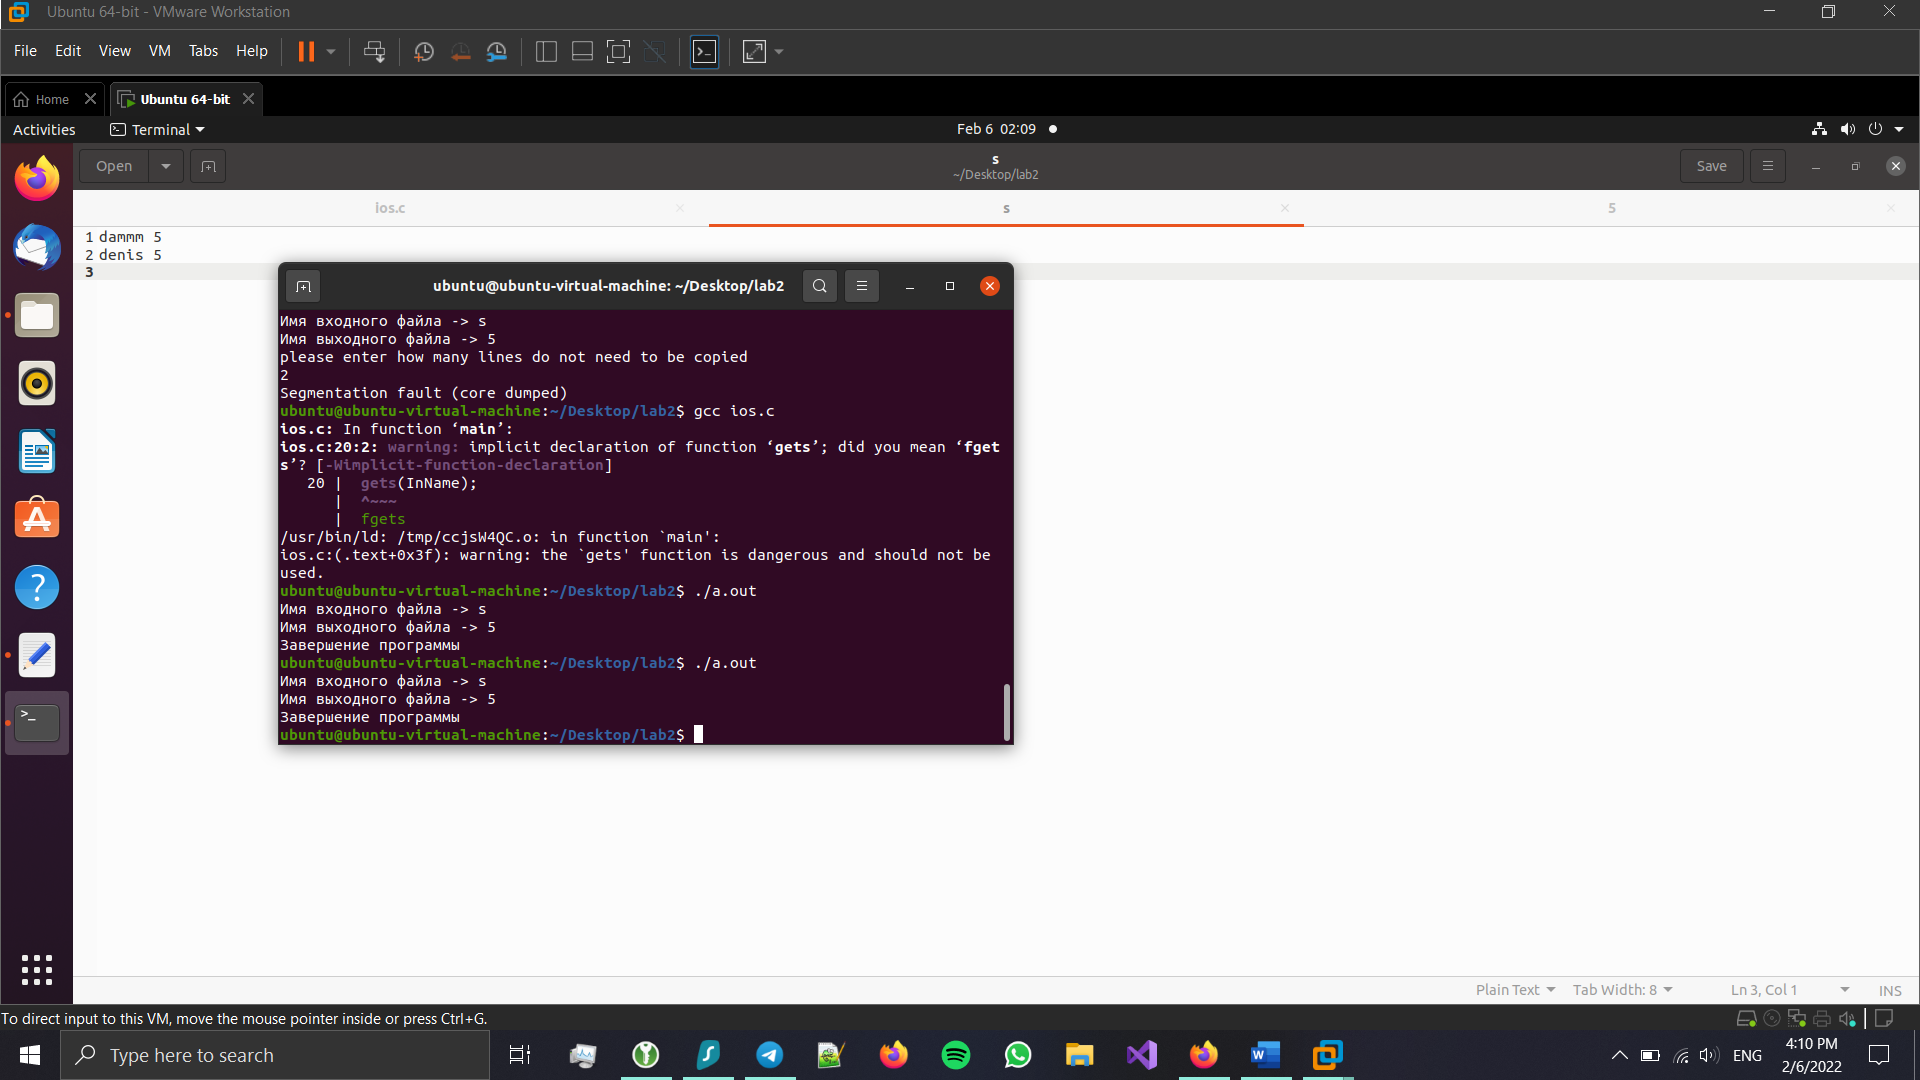 Ubuntu 64-bit - VMware Workstation
File Edit View VM Tabs Help
Home Ubuntu 64-bit
Activities Terminal Feb 6 02:09
Open s Save
~/Desktop/lab2
ios.c s 5
1 dammm 5
2 denis 5
3
ubuntu@ubuntu-virtual-machine: ~/Desktop/lab2
Имя входного файла -> s
Имя выходного файла -> 5
please enter how many lines do not need to be copied
2
Segmentation fault (core dumped)
ubuntu@ubuntu-virtual-machine:~/Desktop/lab2$ gcc ios.c
ios.c: In function ‘main’:
ios.c:20:2: warning: implicit declaration of function ‘gets’; did you mean ‘fget
s’? [-Wimplicit-function-declaration]
20 | gets(InName);
| ^~~~
| fgets
/usr/bin/ld: /tmp/ccjsW4QC.o: in function `main':
ios.c:(.text+0x3f): warning: the `gets' function is dangerous and should not be
used.
ubuntu@ubuntu-virtual-machine:~/Desktop/lab2$ ./a.out
Имя входного файла -> s
Имя выходного файла -> 5
Завершение программы
ubuntu@ubuntu-virtual-machine:~/Desktop/lab2$ ./a.out
Имя входного файла -> s
Имя выходного файла -> 5
Завершение программы
ubuntu@ubuntu-virtual-machine:~/Desktop/lab2$
Plain Text Tab Width: 8 Ln 3, Col 1 INS
To direct input to this VM, move the mouse pointer inside or press Ctrl+G.
Type here to search ENG 4:10 PM
2/6/2022